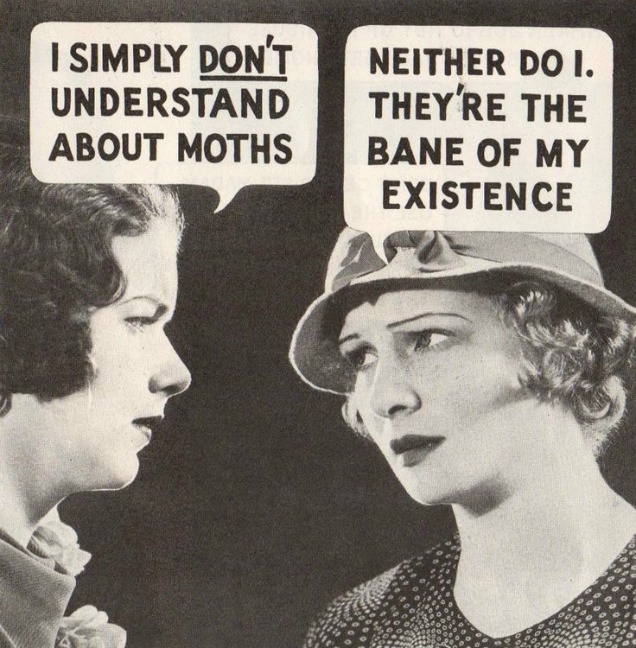 I SIMPLY DON'T
UNDERSTAND
ABOUT MOTHS
NEITHER DO I.
THEY'RE THE
BANE OF MY
EXISTENCE